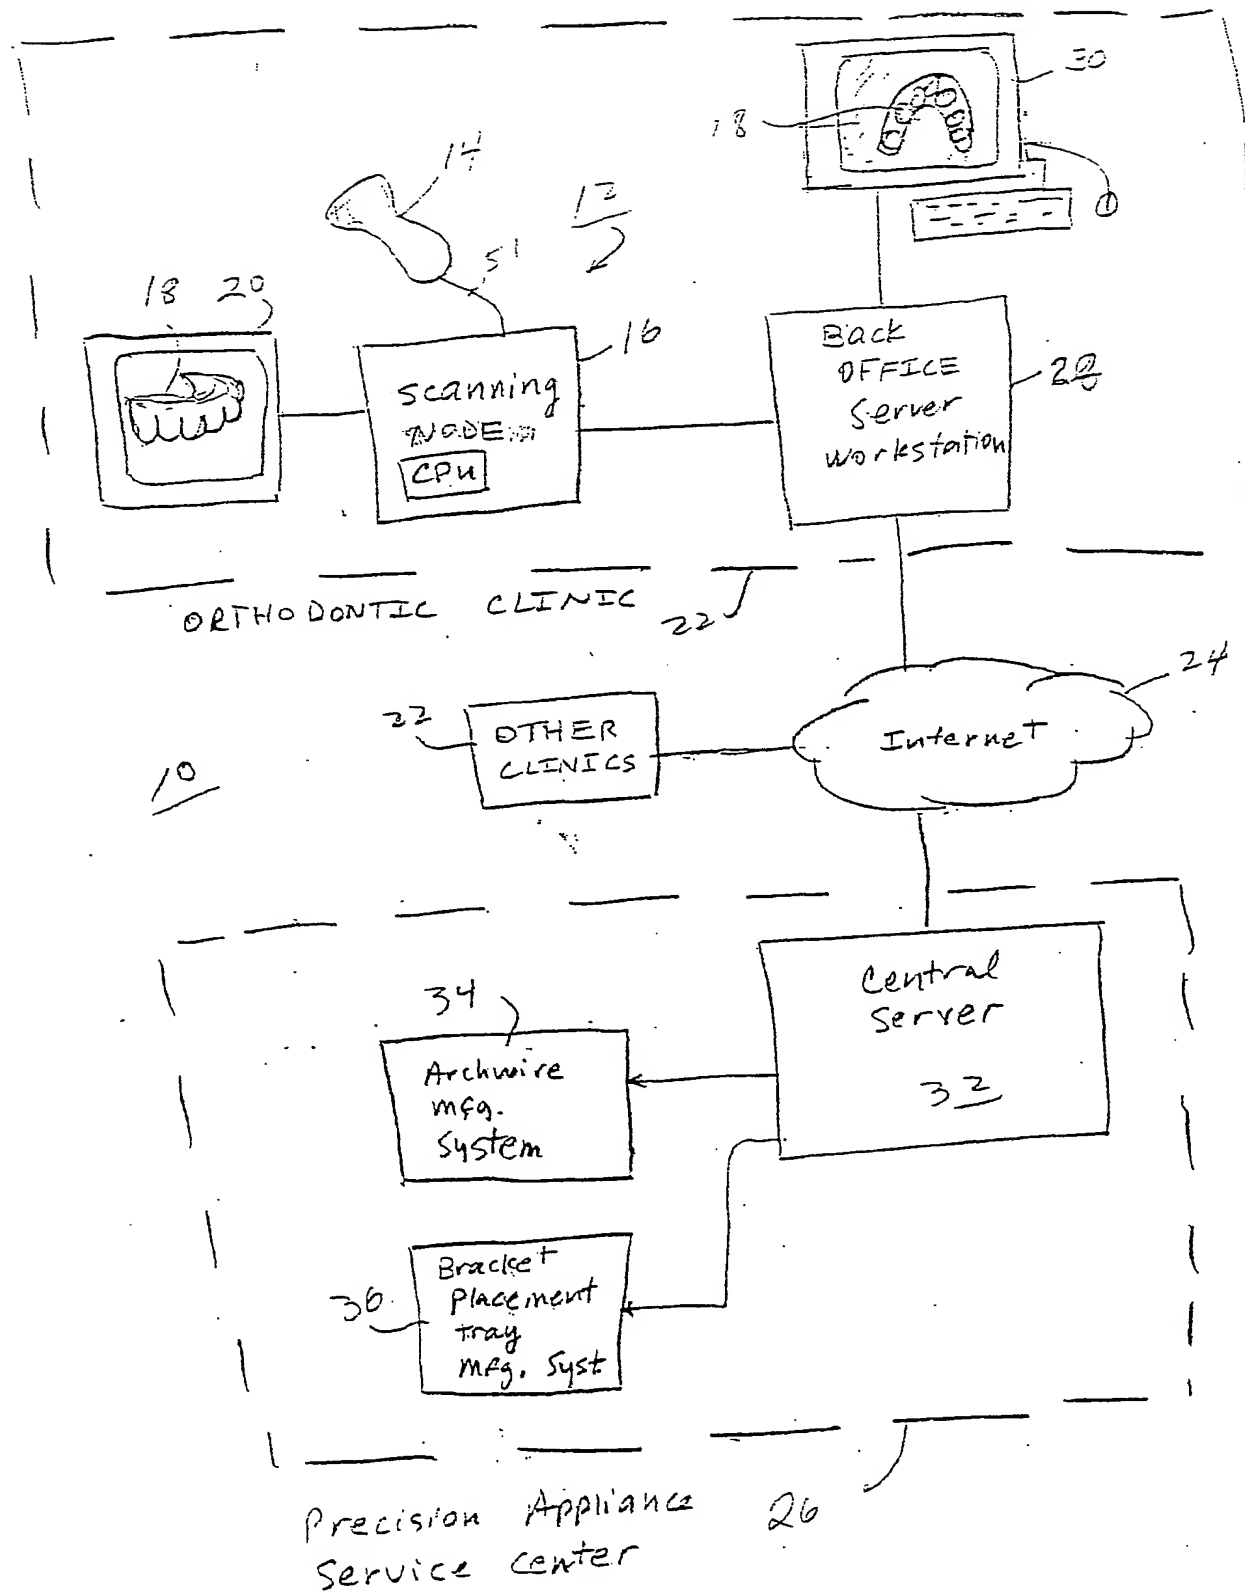 30
18
14
12
51
18 20
16
Scanning
NODE
CPU
Back
OFFICE
Server
Workstation
28
ORTHODONTIC CLINIC
22
24
22
OTHER
CLINICS
Internet
10
Central
Server
32
34
Archwire
mfg.
System
36
Bracket
Placement
tray
mfg. Syst
26
Precision Appliance
Service Center